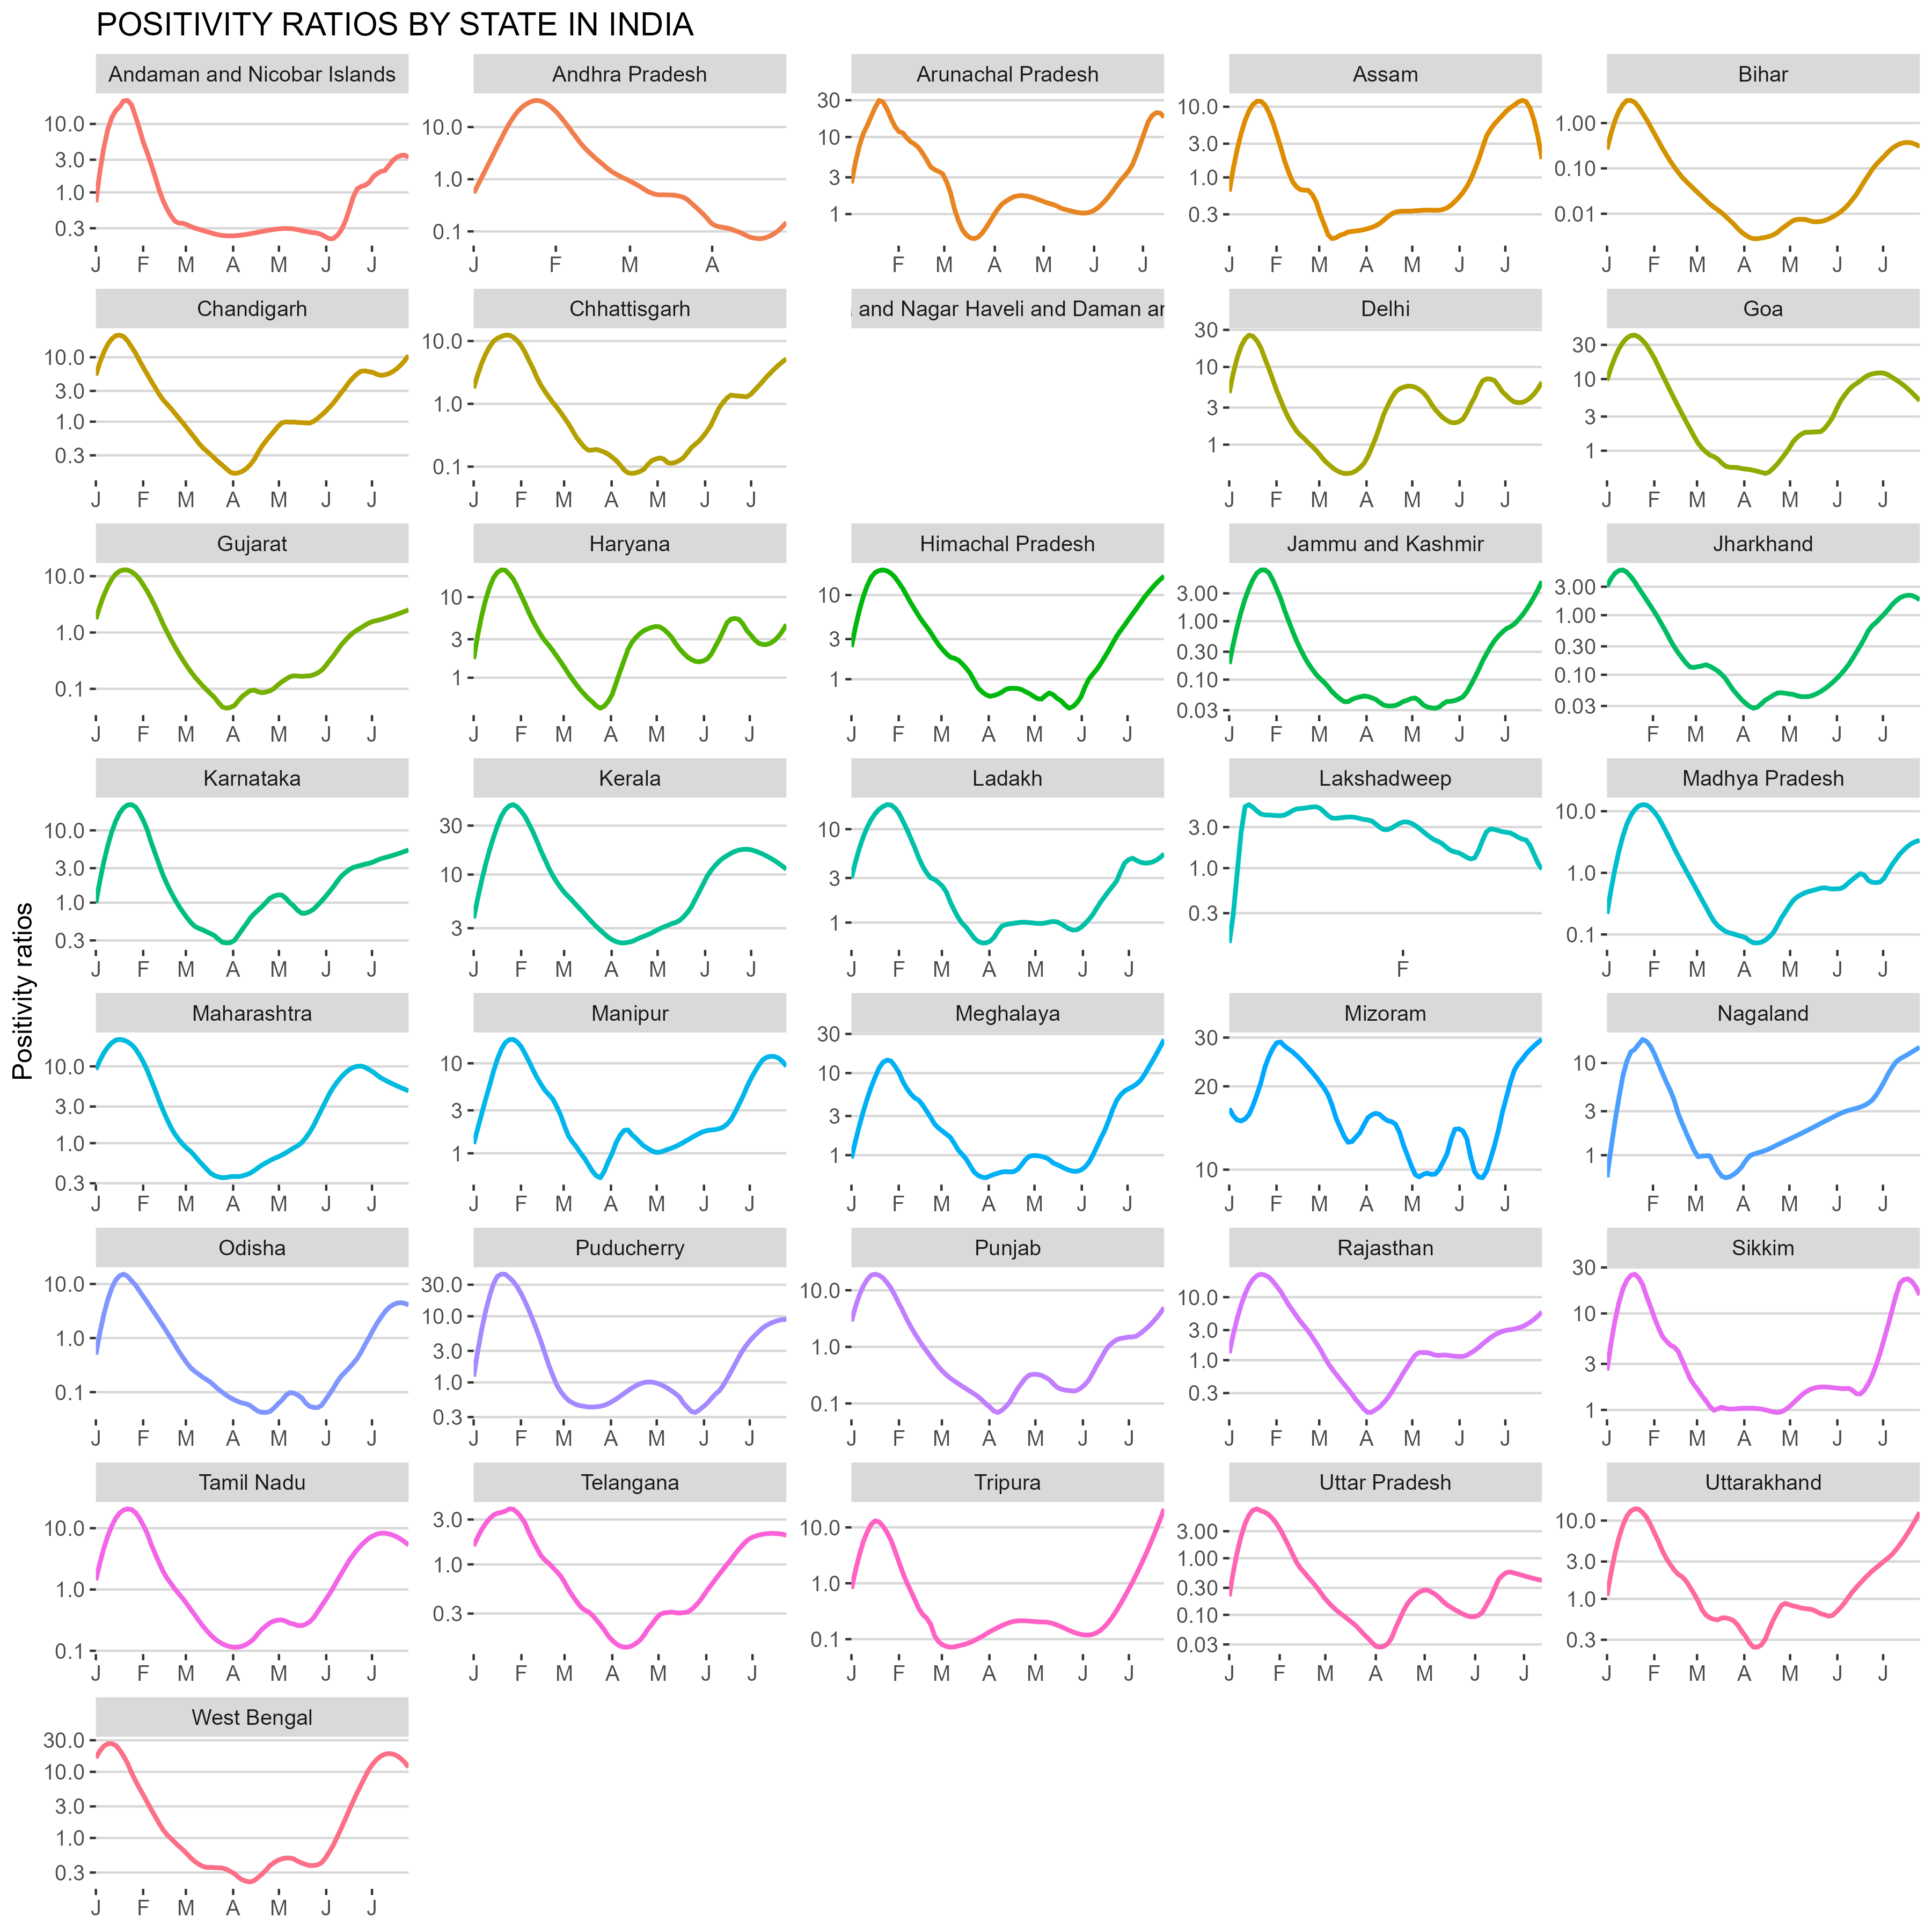 POSITIVITY RATIOS BY STATE IN INDIA
Positivity ratios
Andaman and Nicobar Islands
10.0
3.0
1.0
0.3
J F M A M J J
Andhra Pradesh
10.0
1.0
0.1
J F M A
Arunachal Pradesh
30
10
3
1
F M A M J J
Assam
10.0
3.0
1.0
0.3
J F M A M J J
Bihar
1.00
0.10
0.01
J F M A M J J
Chandigarh
10.0
3.0
1.0
0.3
J F M A M J J
Chhattisgarh
10.0
1.0
0.1
J F M A M J J
and Nagar Haveli and Daman ar
Delhi
30
10
3
1
J F M A M J J
Goa
30
10
3
1
J F M A M J J
Gujarat
10.0
1.0
0.1
J F M A M J J
Haryana
10
3
1
J F M A M J J
Himachal Pradesh
10
1
J F M A M J J
Jammu and Kashmir
3.00
1.00
0.30
0.10
0.03
J F M A M J J
Jharkhand
3.00
1.00
0.30
0.10
0.03
F M A M J J
Karnataka
10.0
3.0
1.0
0.3
J F M A M J J
Kerala
30
10
3
J F M A M J J
Ladakh
10
3
1
J F M A M J J
Lakshadweep
3.0
1.0
0.3
F
Madhya Pradesh
10.0
1.0
0.1
J F M A M J J
Maharashtra
10.0
3.0
1.0
0.3
J F M A M J J
Manipur
10
3
1
J F M A M J J
Meghalaya
30
10
3
1
J F M A M J J
Mizoram
30
20
10
J F M A M J J
Nagaland
10
3
1
F M A M J J
Odisha
10.0
1.0
0.1
J F M A M J J
Puducherry
30.0
10.0
3.0
1.0
0.3
J F M A M J J
Punjab
10.0
1.0
0.1
J F M A M J J
Rajasthan
10.0
3.0
1.0
0.3
J F M A M J J
Sikkim
30
10
3
1
J F M A M J J
Tamil Nadu
10.0
1.0
0.1
J F M A M J J
Telangana
3.0
1.0
0.3
J F M A M J J
Tripura
10.0
1.0
0.1
J F M A M J J
Uttar Pradesh
3.00
1.00
0.30
0.10
0.03
J F M A M J J
Uttarakhand
10.0
3.0
1.0
0.3
J F M A M J J
West Bengal
30.0
10.0
3.0
1.0
0.3
J F M A M J J